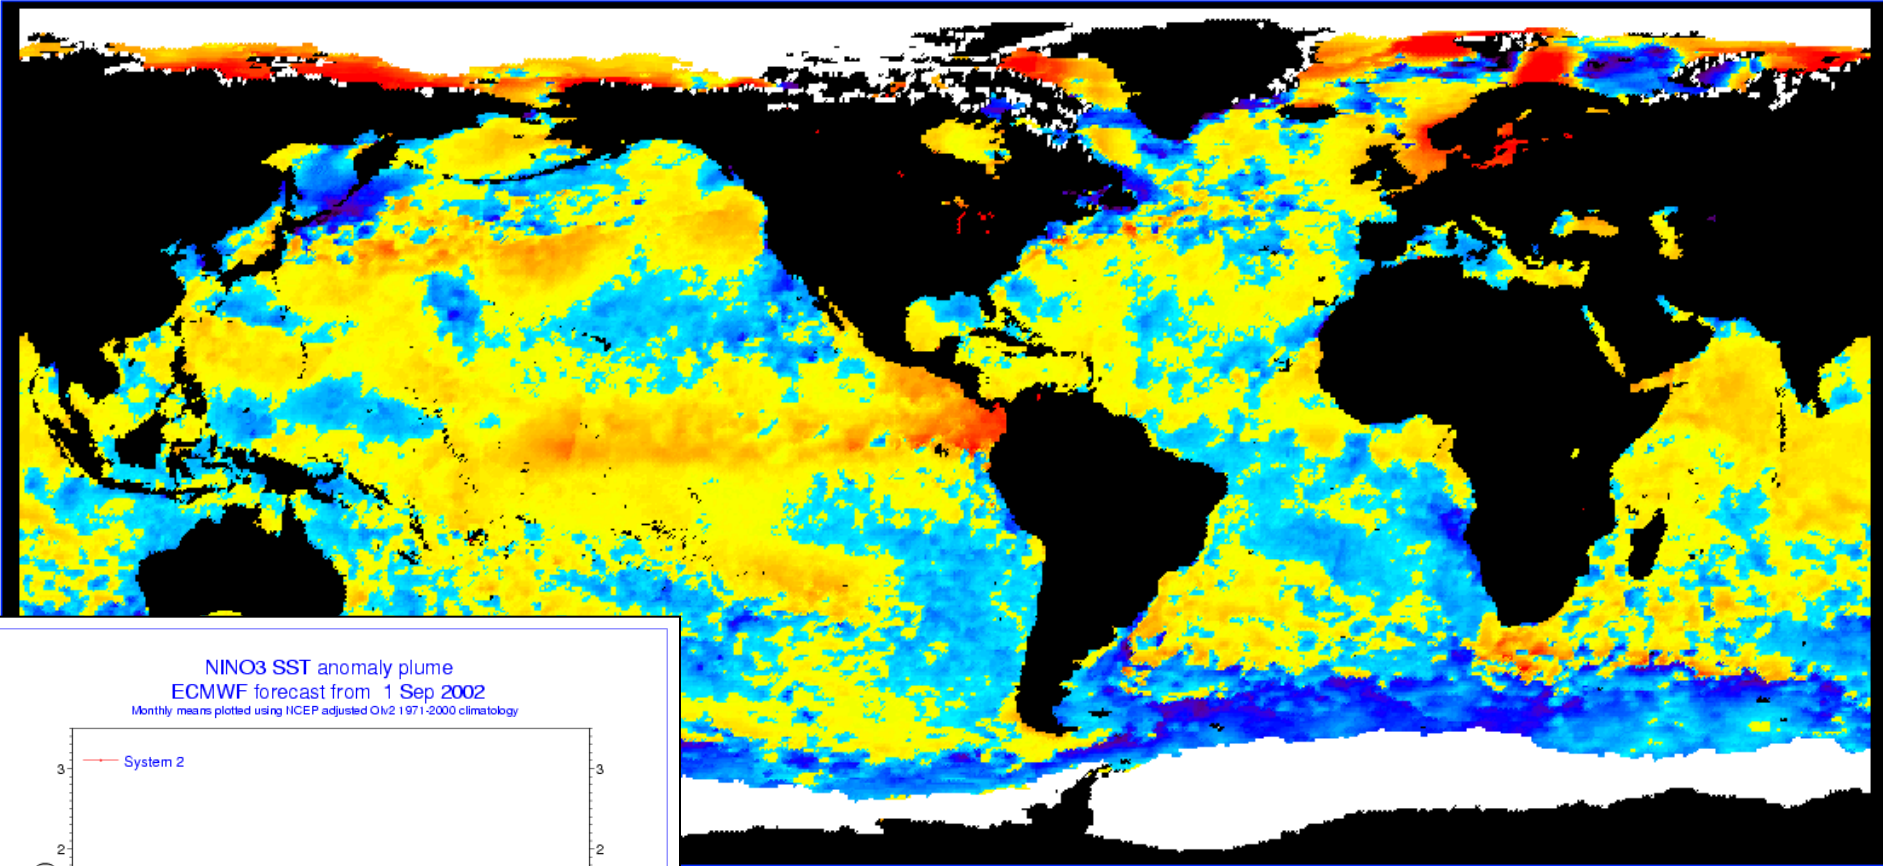 NINO3 SST anomaly plume
ECMWF forecast from 1 Sep 2002
Monthly means plotted using NCEP adjusted OIv2 1971-2000 climatology
System 2
3 3
2 2